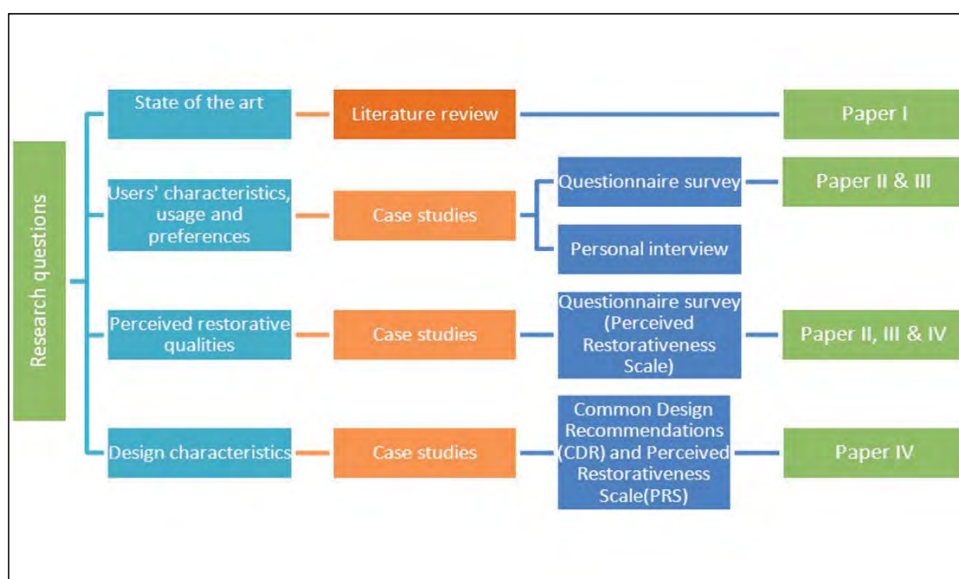 Research questions
State of the art
Literature review
Paper I
Users' characteristics,
usage and
preferences
Case studies
Questionnaire survey
Paper II & III
Personal interview
Perceived restorative
qualities
Case studies
Questionnaire survey
(Perceived
Restorativeness
Scale)
Paper II, III & IV
Design characteristics
Case studies
Common Design
Recommendations
(CDR) and Perceived
Restorativeness
Scale(PRS)
Paper IV